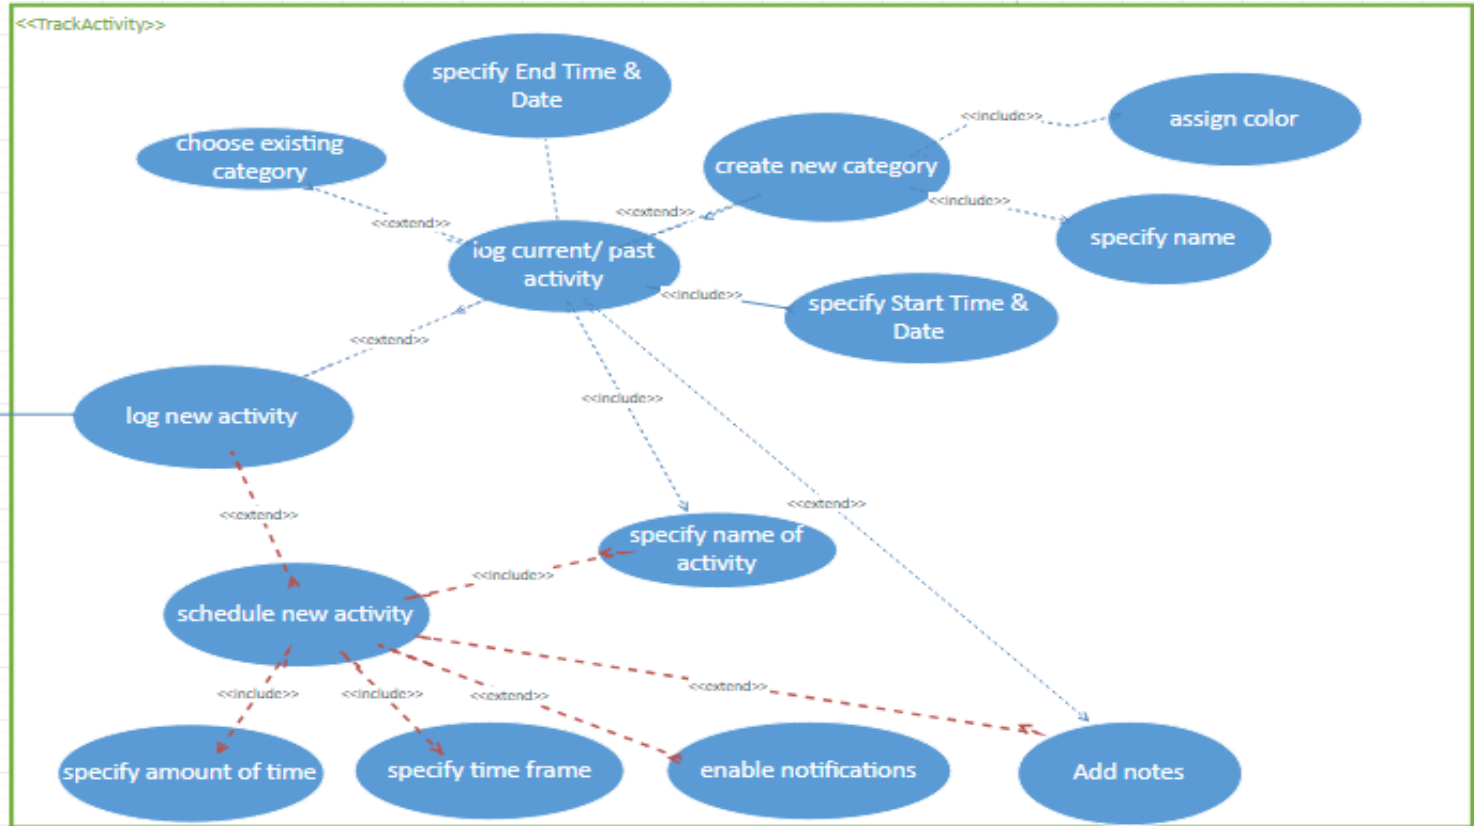 <<TrackActivity>>
specify End Time &
Date
choose existing
category
create new category
<<include>>
assign color
<<include>>
specify name
<<extend>>
<<extend>>
log current/ past
activity
<<include>>
specify Start Time &
Date
<<extend>>
log new activity
<<include>>
<<extend>>
<<extend>>
specify name of
activity
<<include>>
schedule new activity
<<include>>
<<include>>
<<extend>>
<<extend>>
specify amount of time
specify time frame
enable notifications
Add notes